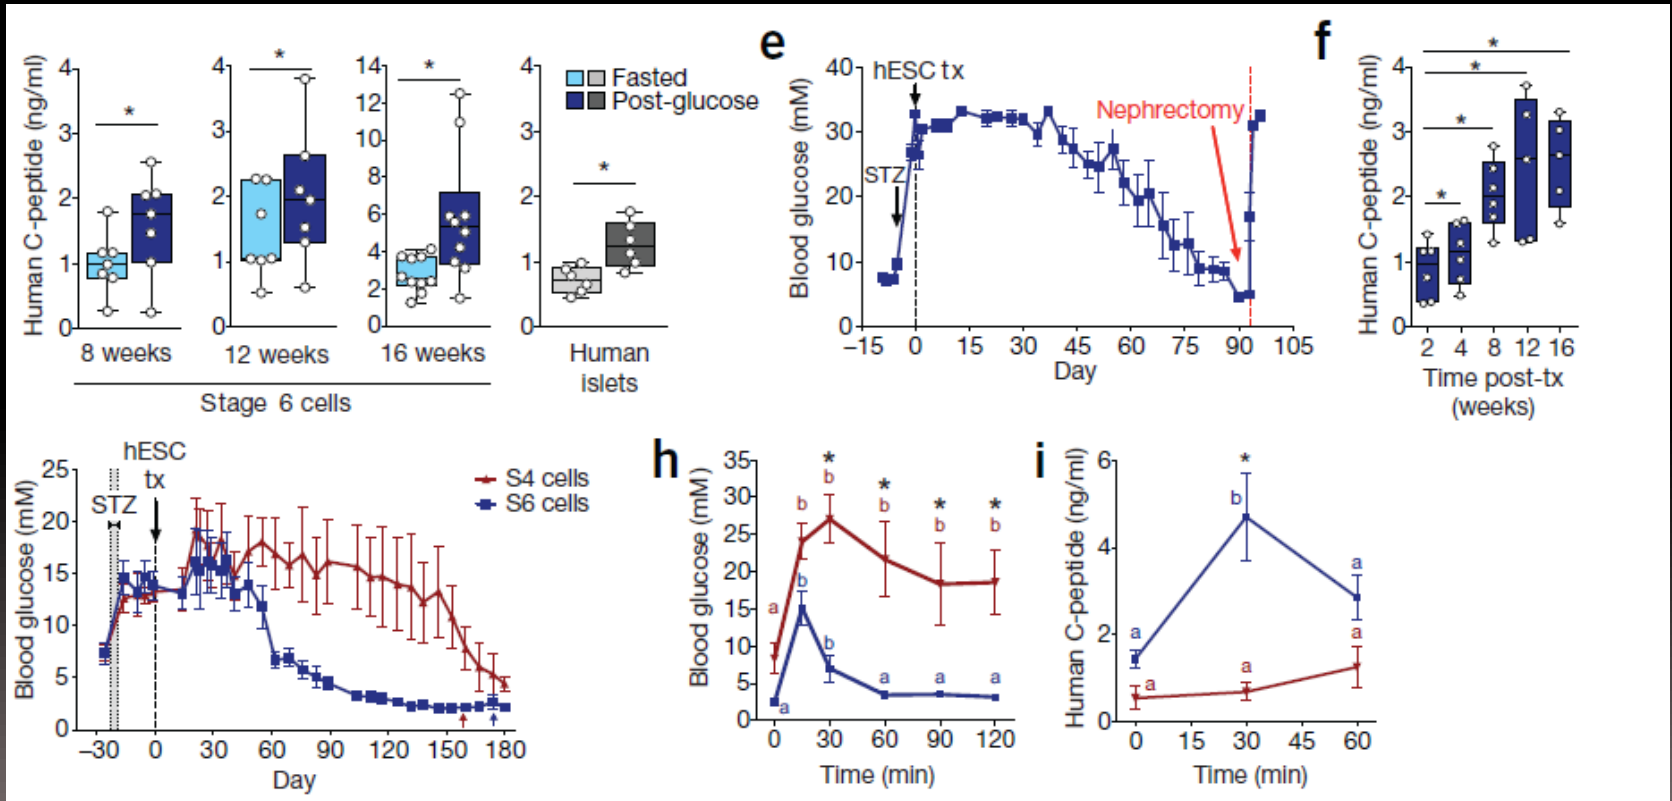 Human C-peptide (ng/ml)
4
3
2
1
0
*
8 weeks
4
3
2
1
0
*
12 weeks
14
12
10
8
6
4
2
0
*
16 weeks
Stage 6 cells
4
3
2
1
0
Fasted
Post-glucose
*
Human
islets
e
Blood glucose (mM)
40
30
20
10
0
hESC tx
STZ
Nephrectomy
−15 0 15 30 45 60 75 90 105
Day
f
Human C-peptide (ng/ml)
4
3
2
1
0
*
*
*
*
2 4 8 12 16
Time post-tx
(weeks)
Blood glucose (mM)
25
20
15
10
5
0
hESC
tx
STZ
S4 cells
S6 cells
−30 0 30 60 90 120 150 180
Day
h
Blood glucose (mM)
35
30
25
20
15
10
5
0
* * * *
a b b b b b
a b b a a a
0 30 60 90 120
Time (min)
i
Human C-peptide (ng/ml)
6
4
2
0
*
a b a
a a a
0 15 30 45 60
Time (min)